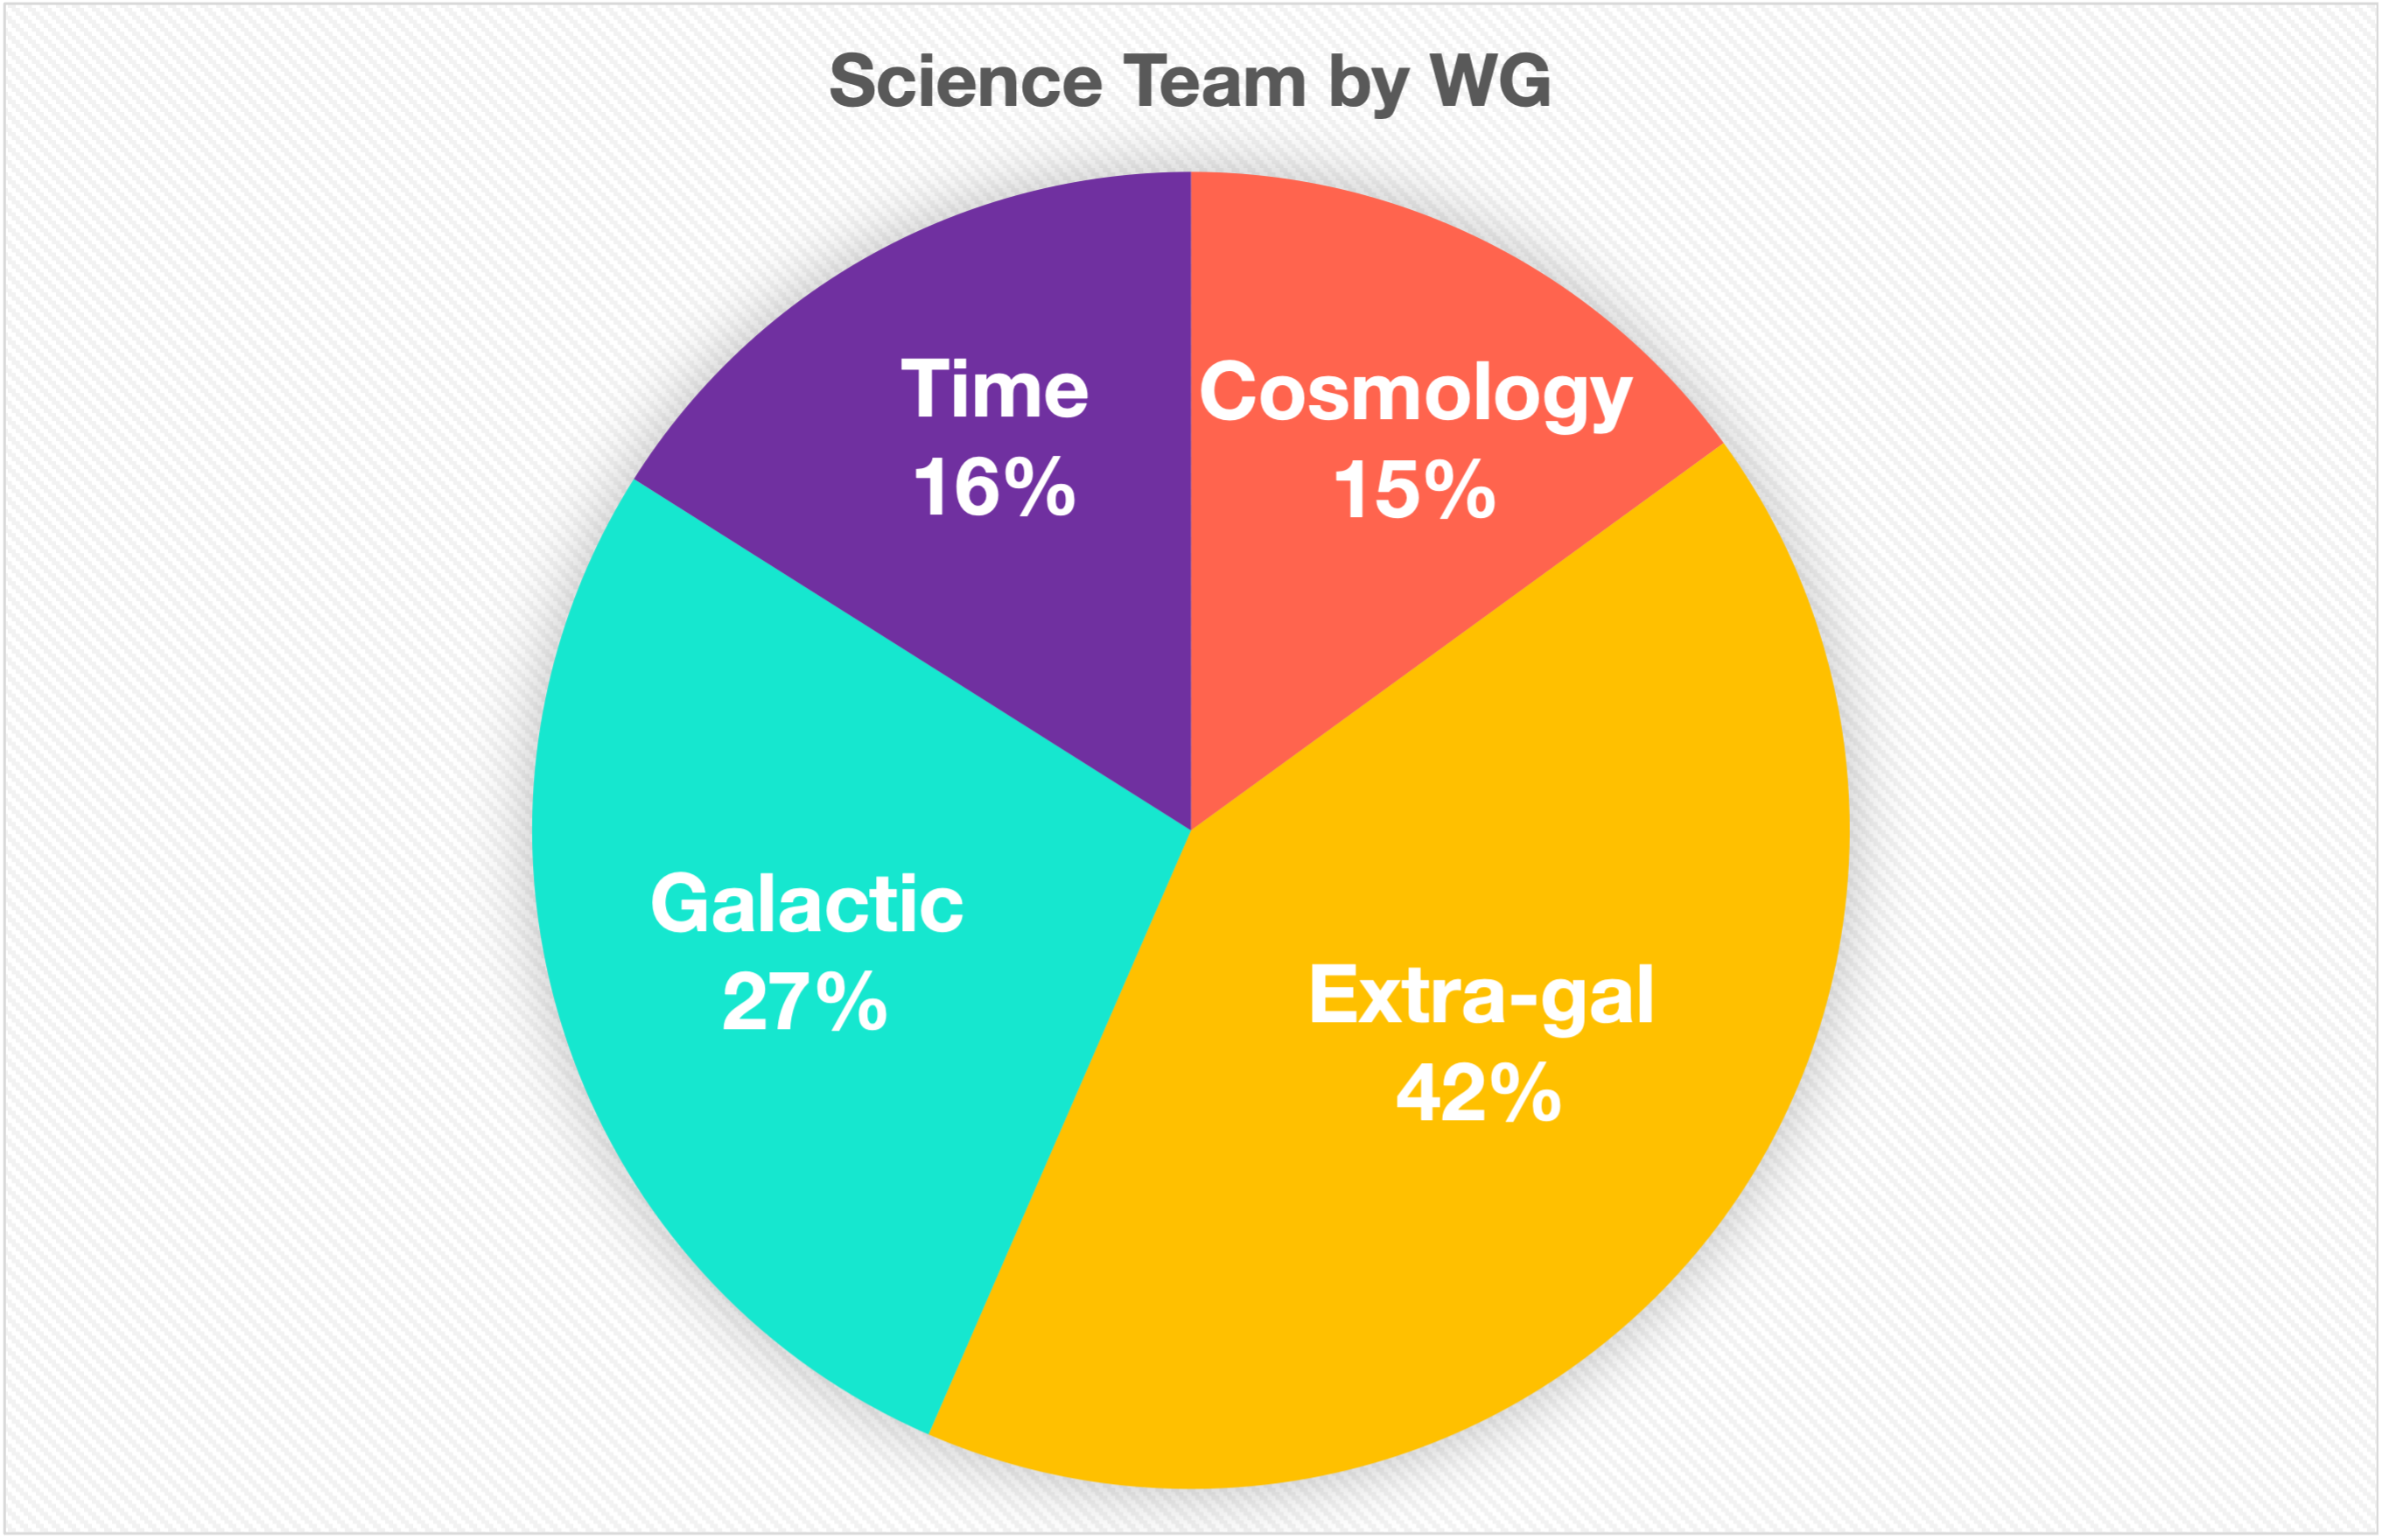 Science Team by WG
Time
16%
Cosmology
15%
Galactic
27%
Extra-gal
42%